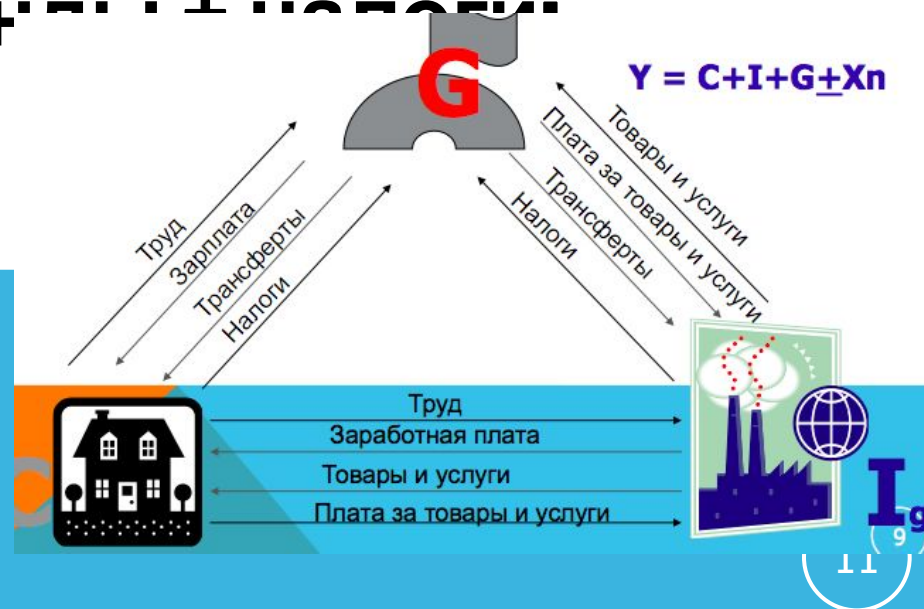 G
Y = C+I+G±Xn
Труд
Зарплата
Трансферты
Налоги
Товары и услуги
Плата за товары и услуги
Трансферты
Налоги
Труд
Заработная плата
Товары и услуги
Плата за товары и услуги
C
Ig
9
11